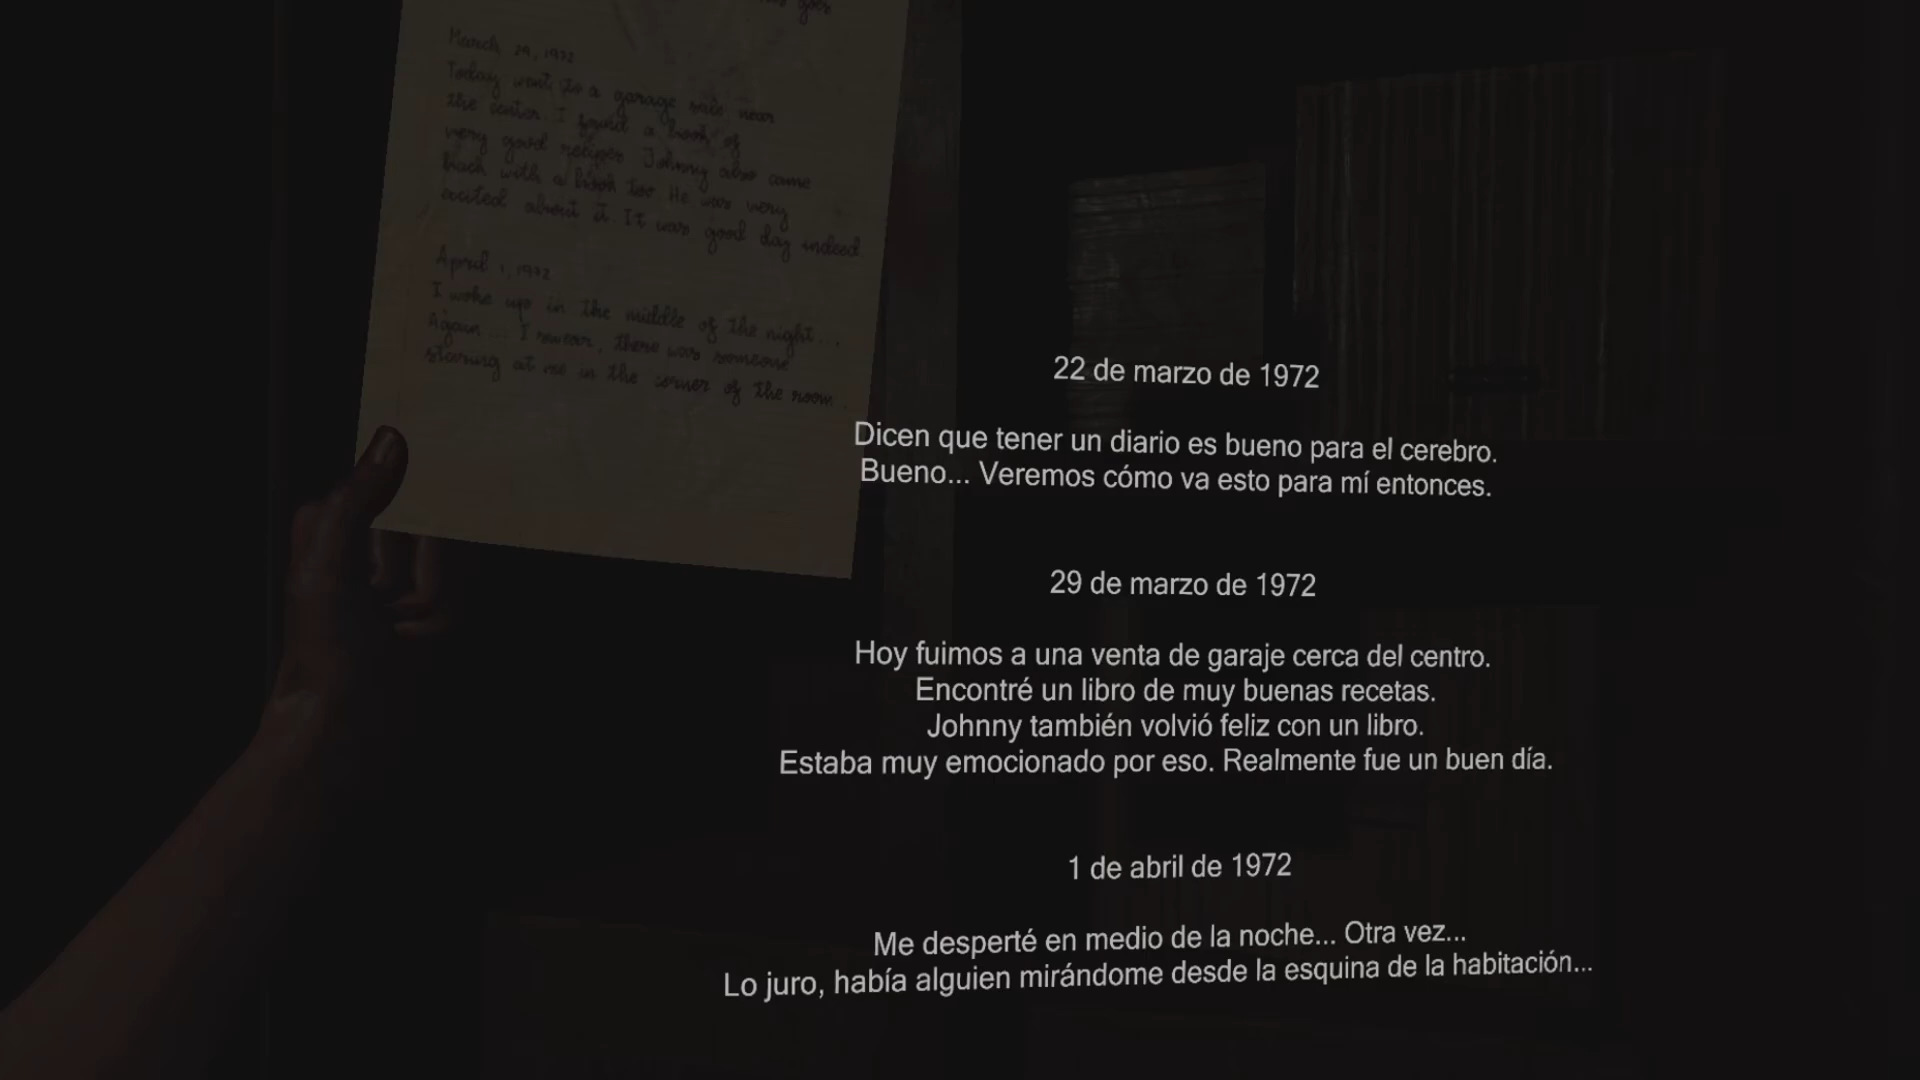 goes
March 29, 1972
Today went to a garage sale near
the center. I found a book of
very good recipes. Johnny also came
back with a book too. He was very
excited about it. It was good day indeed.
April 1, 1972
I woke up in the middle of the night...
Again... I swear, there was someone
staring at me in the corner of the room...
22 de marzo de 1972
Dicen que tener un diario es bueno para el cerebro.
Bueno... Veremos cómo va esto para mí entonces.
29 de marzo de 1972
Hoy fuimos a una venta de garaje cerca del centro.
Encontré un libro de muy buenas recetas.
Johnny también volvió feliz con un libro.
Estaba muy emocionado por eso. Realmente fue un buen día.
1 de abril de 1972
Me desperté en medio de la noche... Otra vez...
Lo juro, había alguien mirándome desde la esquina de la habitación...